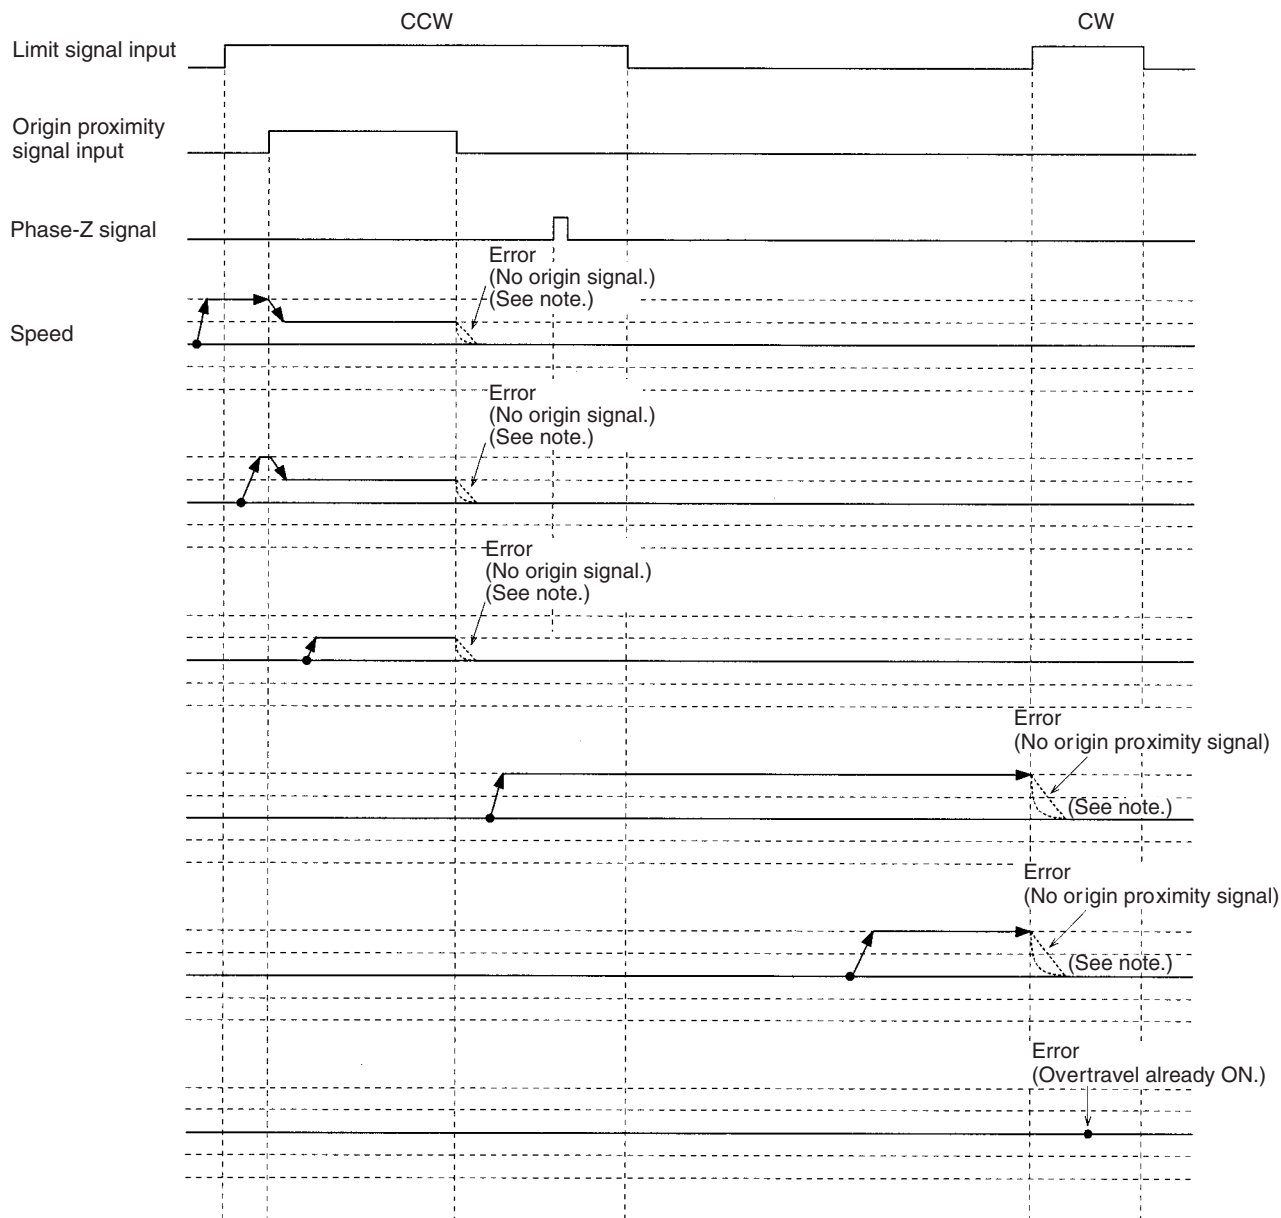 CCW
CW
Limit signal input
Origin proximity
signal input
Phase-Z signal
Error
(No origin signal.)
(See note.)
Speed
Error
(No origin signal.)
(See note.)
Error
(No origin signal.)
(See note.)
Error
(No origin proximity signal)
(See note.)
Error
(No origin proximity signal)
(See note.)
Error
(Overtravel already ON.)